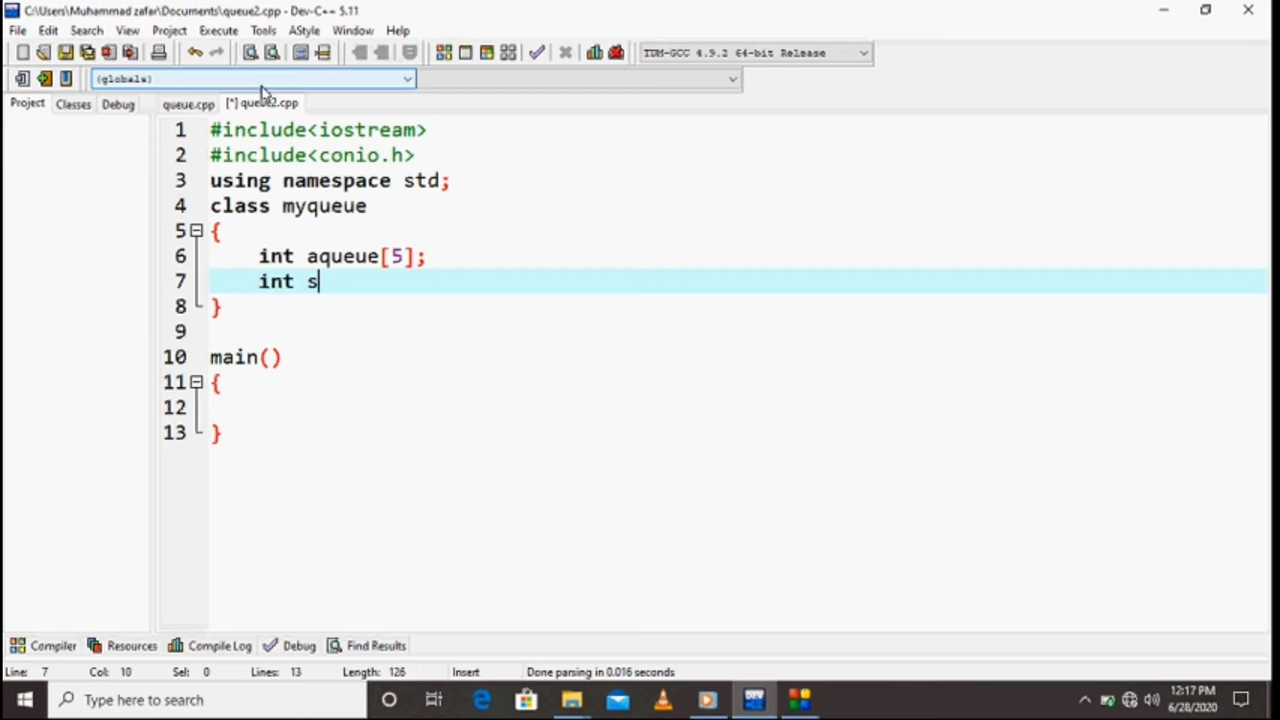 C:\Users\Muhammad zafar\Documents\queue2.cpp - Dev-C++ 5.11
File Edit Search View Project Execute Tools AStyle Window Help
TDM-GCC 4.9.2 64-bit Release
(globals)
Project Classes Debug queue.cpp [*] queue2.cpp
1 #include<iostream>
2 #include<conio.h>
3 using namespace std;
4 class myqueue
5 {
6 int aqueue[5];
7 int s
8 }
9
10 main()
11 {
12
13 }
Compiler Resources Compile Log Debug Find Results
Line: 7 Col: 10 Sel: 0 Lines: 13 Length: 126 Insert Done parsing in 0.016 seconds
Type here to search
DEV
12:17 PM
6/28/2020